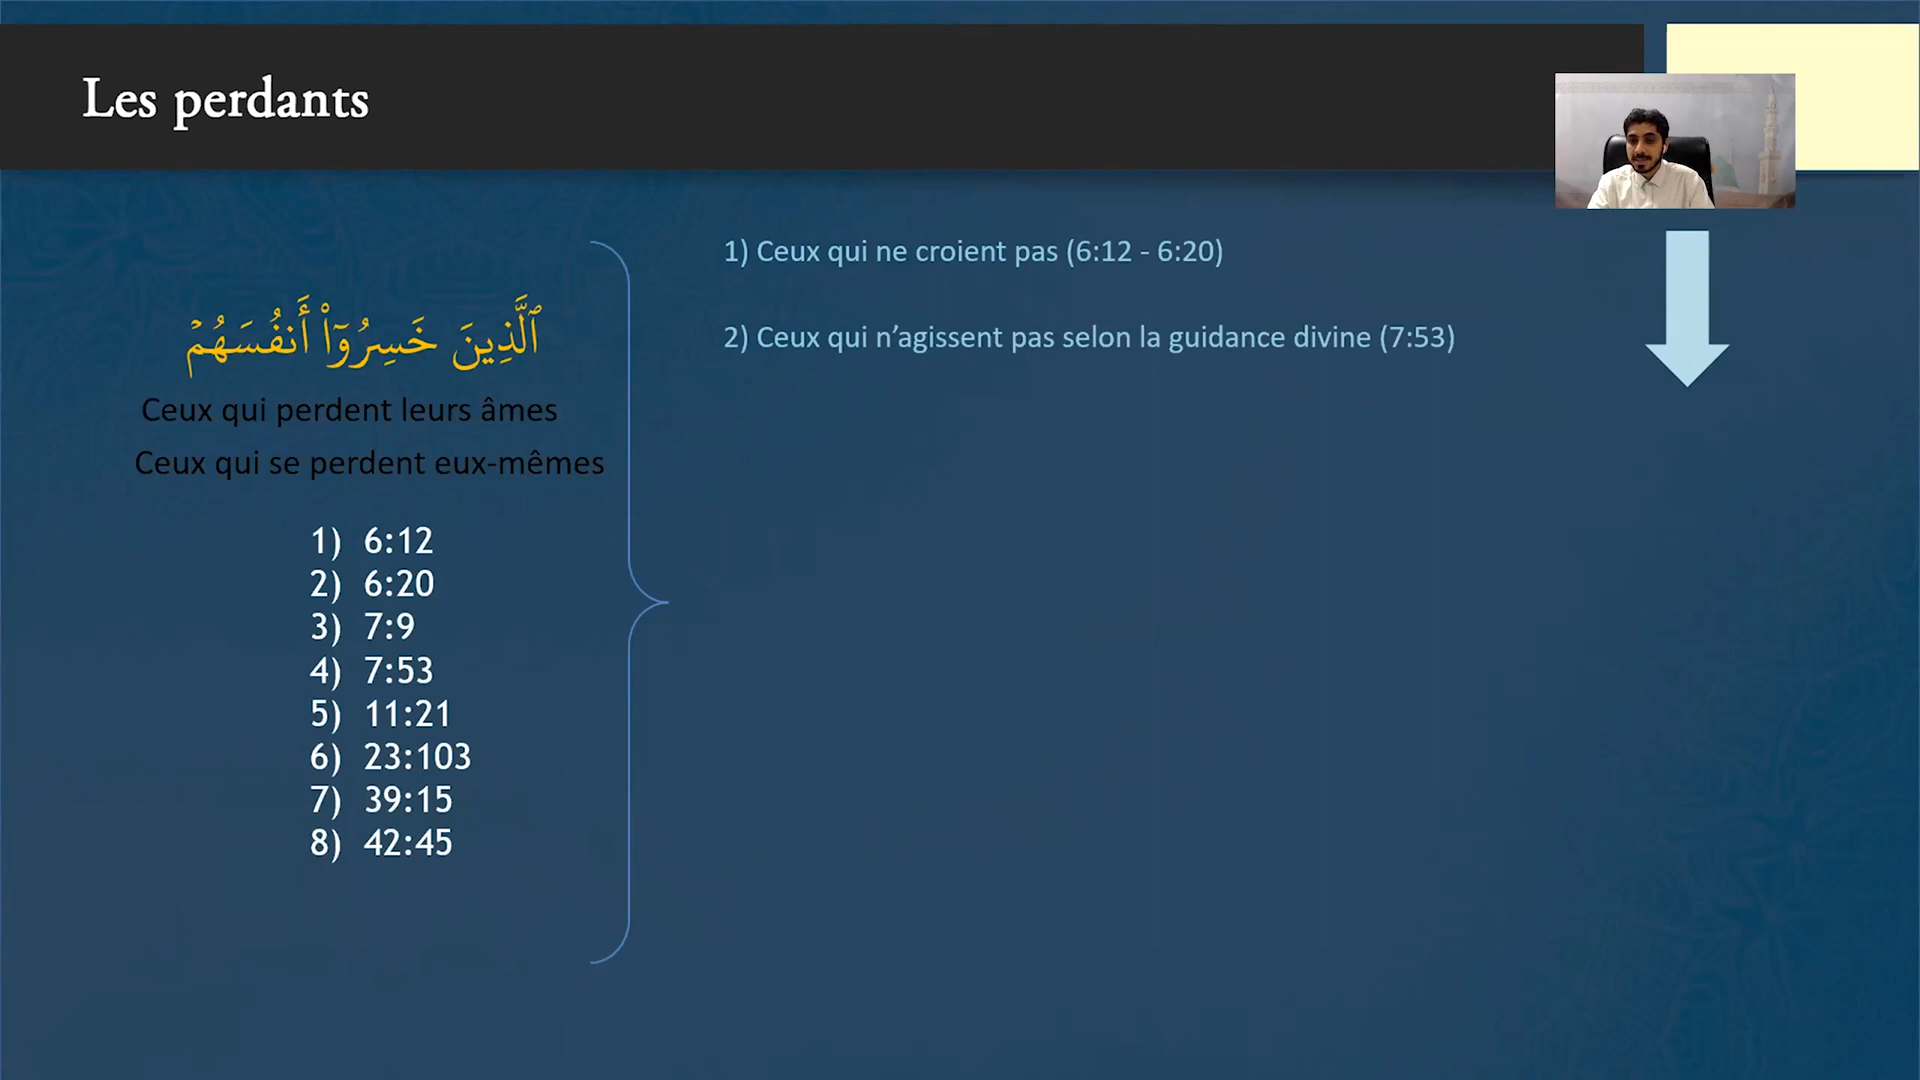 Les perdants
ٱلَّذِينَ خَسِرُوٓا۟ أَنفُسَهُمْ
Ceux qui perdent leurs âmes
Ceux qui se perdent eux-mêmes
1) 6:12
2) 6:20
3) 7:9
4) 7:53
5) 11:21
6) 23:103
7) 39:15
8) 42:45
1) Ceux qui ne croient pas (6:12 - 6:20)
2) Ceux qui n’agissent pas selon la guidance divine (7:53)